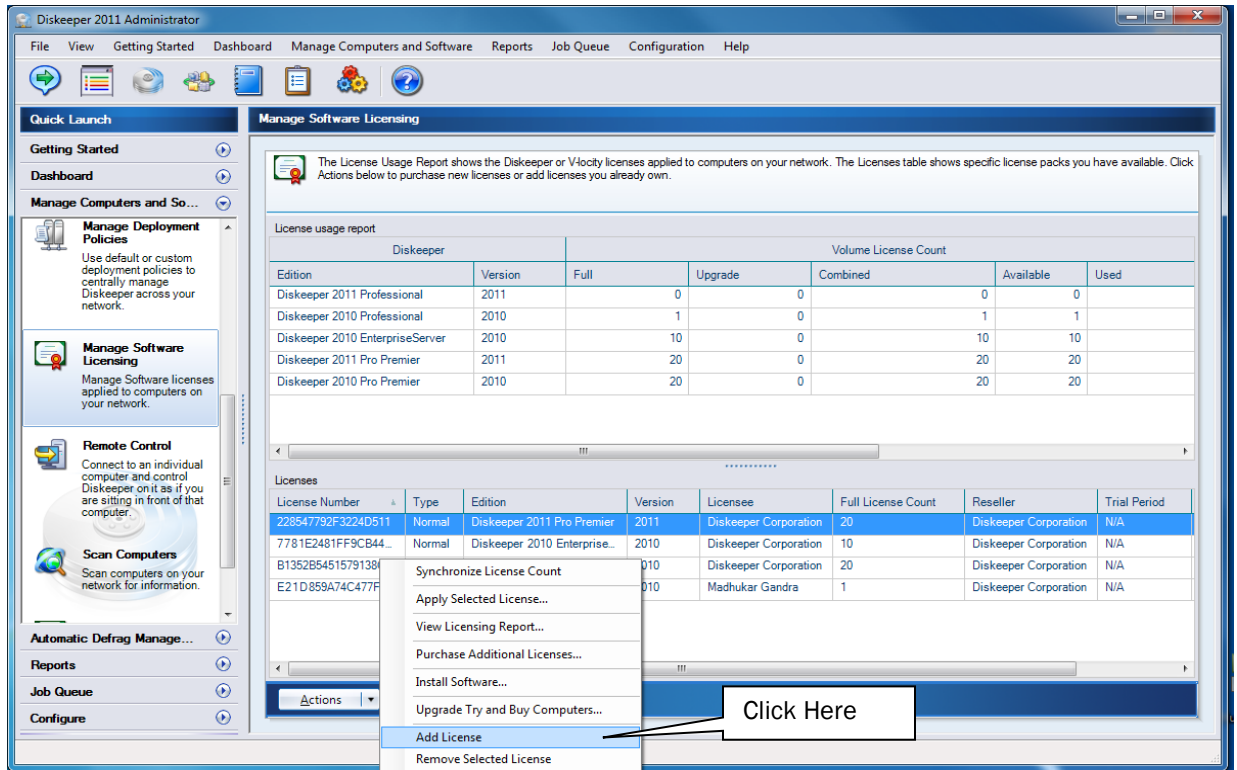 Diskeeper 2011 Administrator
File View Getting Started Dashboard Manage Computers and Software Reports Job Queue Configuration Help
Quick Launch
Getting Started
Dashboard
Manage Computers and So...
Manage Deployment
Policies
Use default or custom
deployment policies to
centrally manage
Diskeeper across your
network.
Manage Software
Licensing
Manage Software licenses
applied to computers on
your network.
Remote Control
Connect to an individual
computer and control
Diskeeper on it as if you
are sitting in front of that
computer.
Scan Computers
Scan computers on your
network for information.
Automatic Defrag Manage...
Reports
Job Queue
Configure
Manage Software Licensing
The License Usage Report shows the Diskeeper or V-locity licenses applied to computers on your network. The Licenses table shows specific license packs you have available. Click
Actions below to purchase new licenses or add licenses you already own.
License usage report
Diskeeper Volume License Count
Edition Version Full Upgrade Combined Available Used
Diskeeper 2011 Professional 2011 0 0 0 0
Diskeeper 2010 Professional 2010 1 0 1 1
Diskeeper 2010 EnterpriseServer 2010 10 0 10 10
Diskeeper 2011 Pro Premier 2011 20 0 20 20
Diskeeper 2010 Pro Premier 2010 20 0 20 20
Licenses
License Number Type Edition Version Licensee Full License Count Reseller Trial Period
228547792F3224D511 Normal Diskeeper 2011 Pro Premier 2011 Diskeeper Corporation 20 Diskeeper Corporation N/A
7781E2481FF9CB44... Normal Diskeeper 2010 Enterprise... 2010 Diskeeper Corporation 10 Diskeeper Corporation N/A
Diskeeper Corporation 20 Diskeeper Corporation N/A
E21D859A74C477F 010 Madhukar Gandra 1 Diskeeper Corporation N/A
Synchronize License Count
Apply Selected License...
View Licensing Report...
Purchase Additional Licenses...
Install Software...
Upgrade Try and Buy Computers...
Add License
Remove Selected License
Actions
Click Here